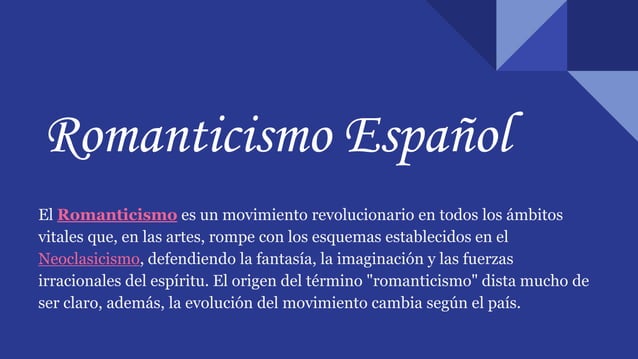 Romanticismo Español
El Romanticismo es un movimiento revolucionario en todos los ámbitos
vitales que, en las artes, rompe con los esquemas establecidos en el
Neoclasicismo, defendiendo la fantasía, la imaginación y las fuerzas
irracionales del espíritu. El origen del término "romanticismo" dista mucho de
ser claro, además, la evolución del movimiento cambia según el país.